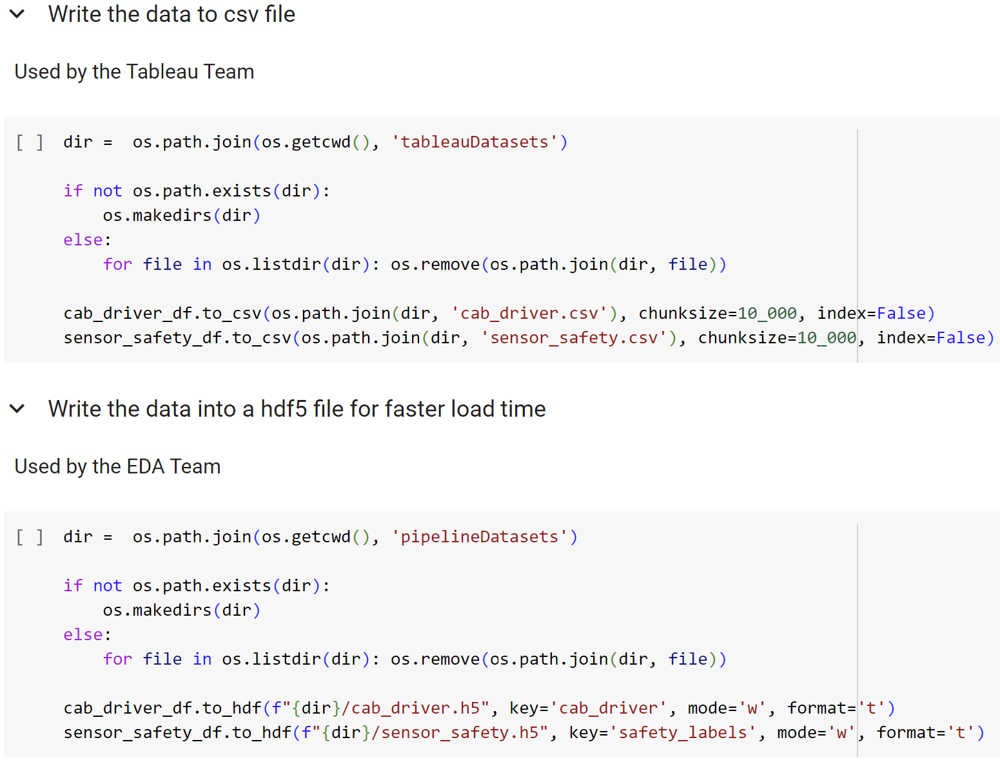 Write the data to csv file
Used by the Tableau Team
[ ] dir =  os.path.join(os.getcwd(), 'tableauDatasets')
if not os.path.exists(dir):
    os.makedirs(dir)
else:
    for file in os.listdir(dir): os.remove(os.path.join(dir, file))
cab_driver_df.to_csv(os.path.join(dir, 'cab_driver.csv'), chunksize=10_000, index=False)
sensor_safety_df.to_csv(os.path.join(dir, 'sensor_safety.csv'), chunksize=10_000, index=False)
Write the data into a hdf5 file for faster load time
Used by the EDA Team
[ ] dir =  os.path.join(os.getcwd(), 'pipelineDatasets')
if not os.path.exists(dir):
    os.makedirs(dir)
else:
    for file in os.listdir(dir): os.remove(os.path.join(dir, file))
cab_driver_df.to_hdf(f"{dir}/cab_driver.h5", key='cab_driver', mode='w', format='t')
sensor_safety_df.to_hdf(f"{dir}/sensor_safety.h5", key='safety_labels', mode='w', format='t')